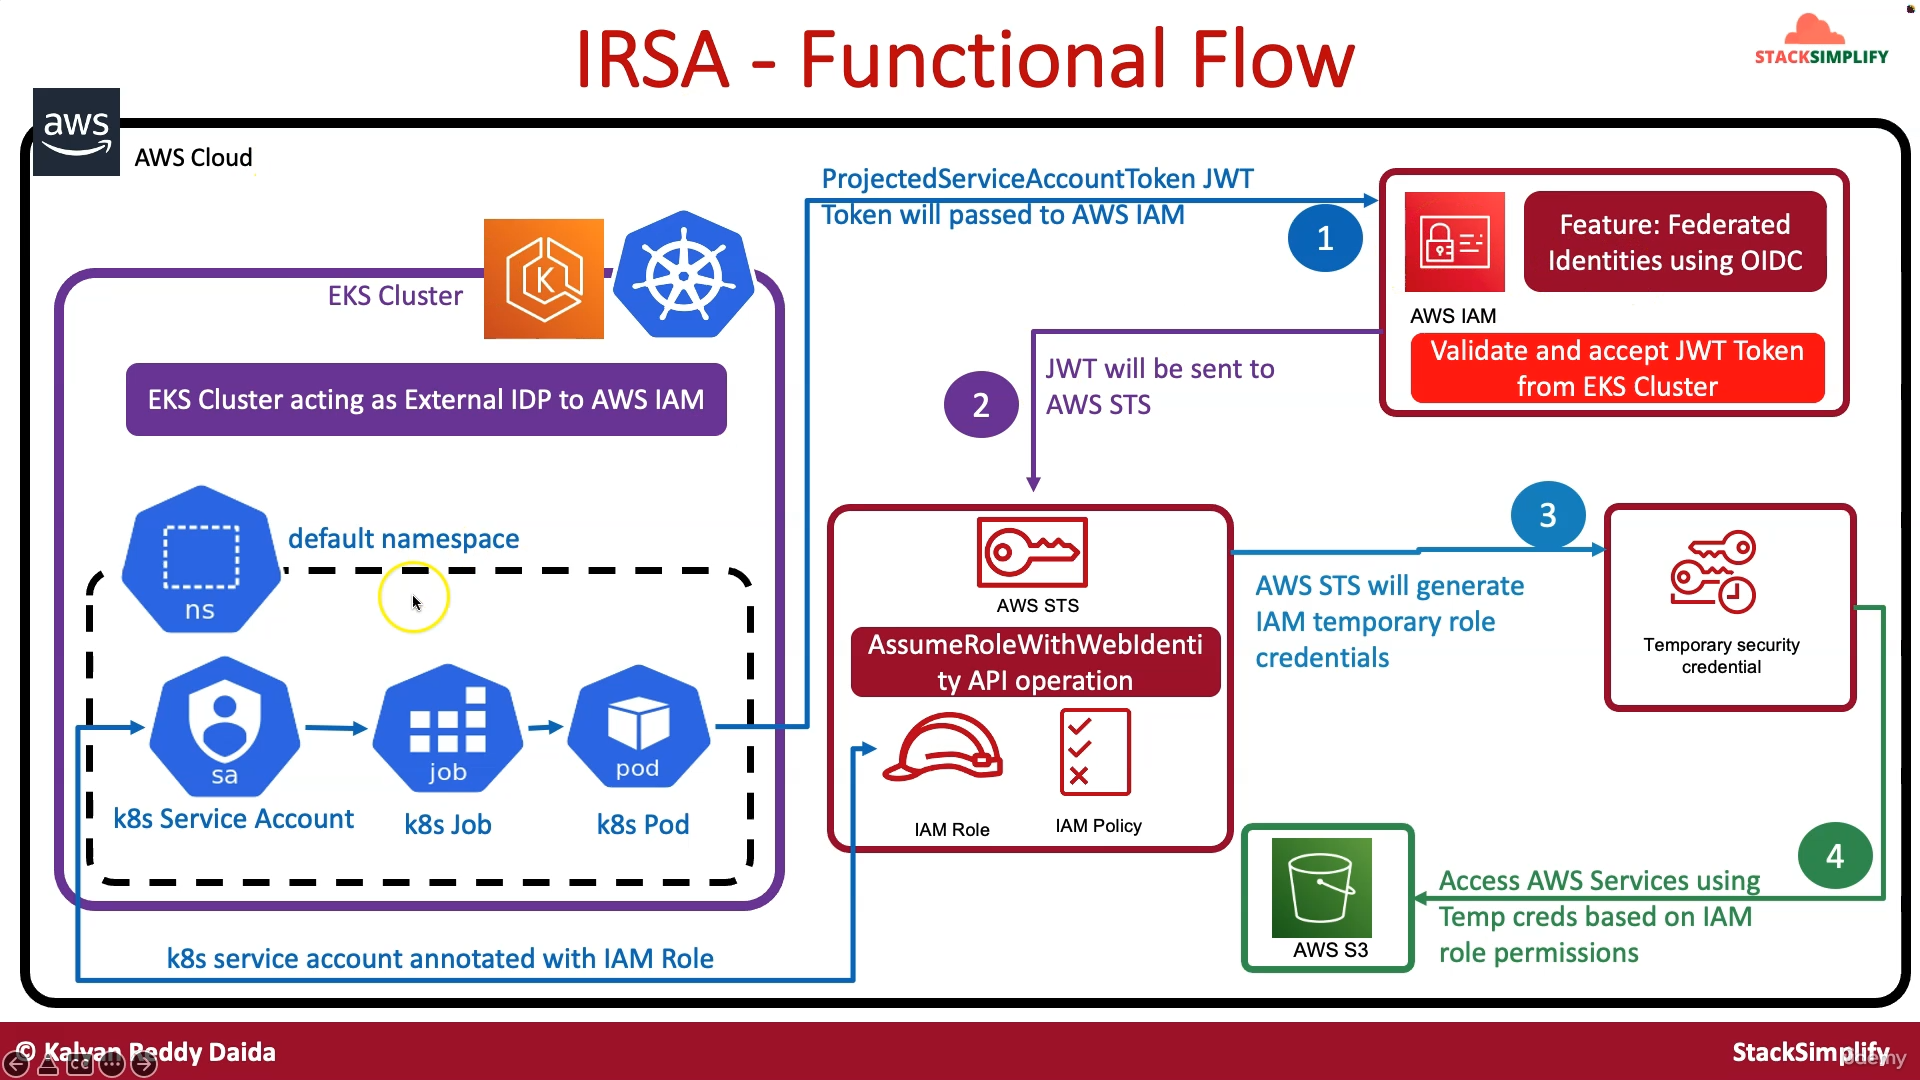 IRSA - Functional Flow
STACKSIMPLIFY
aws
AWS Cloud
ProjectedServiceAccountToken JWT
Token will passed to AWS IAM
1
Feature: Federated
Identities using OIDC
AWS IAM
Validate and accept JWT Token
from EKS Cluster
EKS Cluster
K
EKS Cluster acting as External IDP to AWS IAM
2
JWT will be sent to
AWS STS
default namespace
ns
sa
job
pod
k8s Service Account
k8s Job
k8s Pod
k8s service account annotated with IAM Role
AWS STS
AssumeRoleWithWebIdenti
ty API operation
IAM Role
IAM Policy
3
AWS STS will generate
IAM temporary role
credentials
Temporary security
credential
4
Access AWS Services using
Temp creds based on IAM
role permissions
AWS S3
© Kalyan Reddy Daida
CC
StackSimplify
udemy